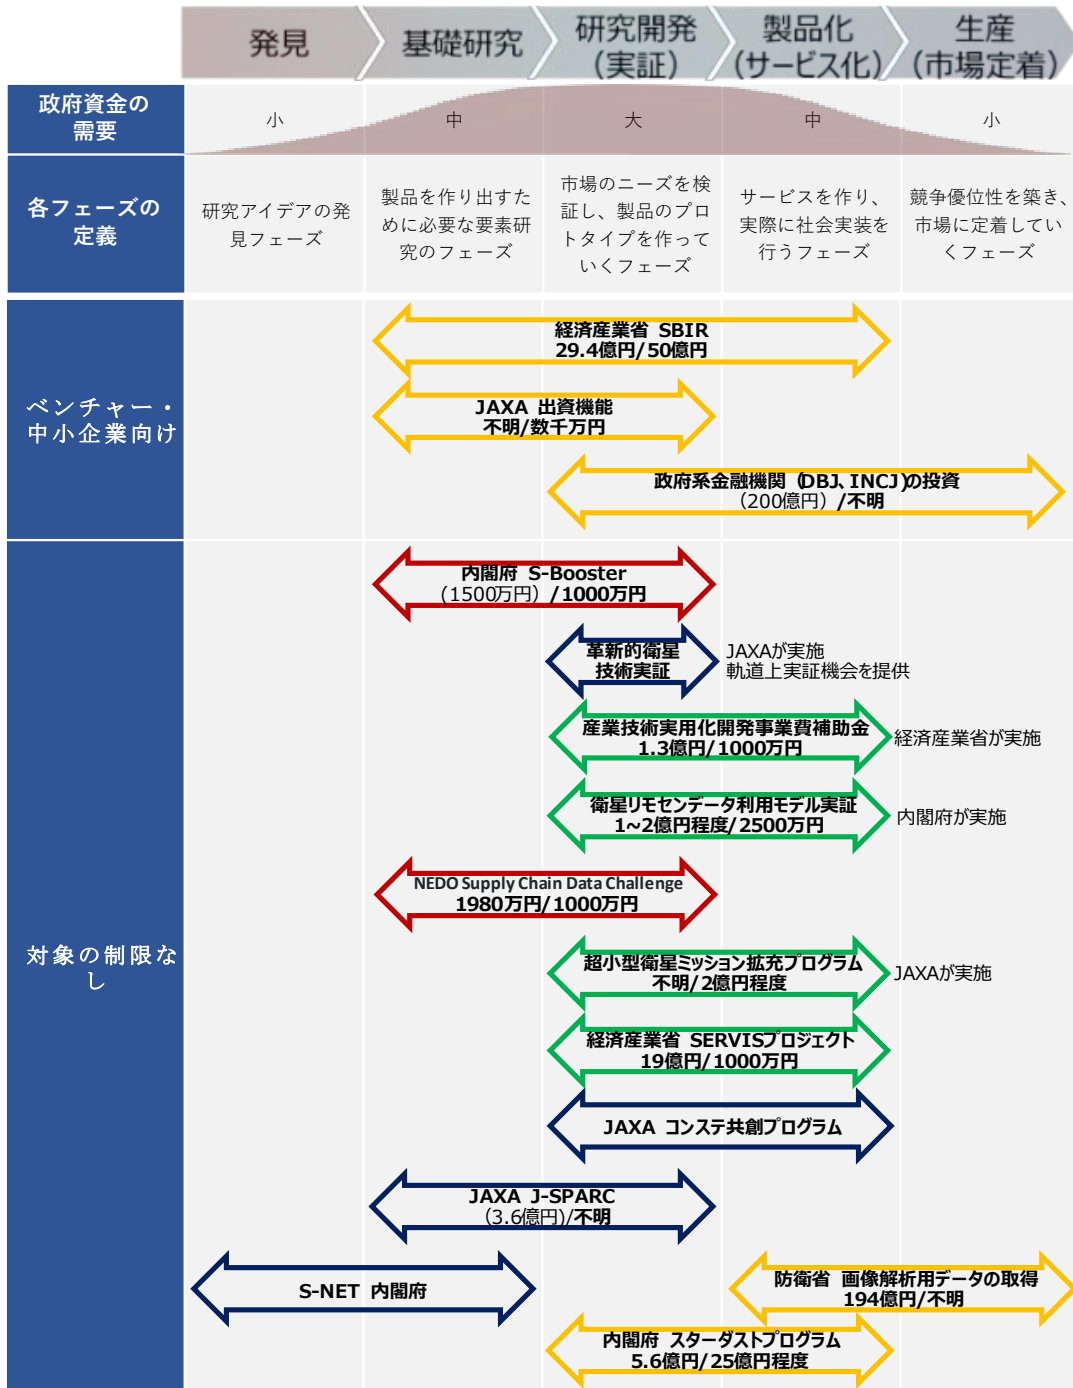 発見
基礎研究
研究開発
(実証)
製品化
(サービス化)
生産
(市場定着)
政府資金の
需要
小
中
大
中
小
各フェーズの
定義
研究アイデアの発
見フェーズ
製品を作り出すた
めに必要な要素研
究のフェーズ
市場のニーズを検
証し、製品のプロ
トタイプを作ってい
くフェーズ
サービスを作り、
実際に社会実装を
行うフェーズ
競争優位性を築き、
市場に定着してい
くフェーズ
ベンチャー・
中小企業向け
経済産業省 SBIR
29.4億円/50億円
JAXA 出資機能
不明/数千万円
政府系金融機関 (DBJ、INCJ)の投資
(200億円) /不明
対象の制限な
し
内閣府 S-Booster
(1500万円) /1000万円
革新的衛星
技術実証
JAXAが実施
軌道上実証機会を提供
産業技術実用化開発事業費補助金
1.3億円/1000万円
経済産業省が実施
衛星リモセンデータ利用モデル実証
1~2億円程度/2500万円
内閣府が実施
NEDO Supply Chain Data Challenge
1980万円/1000万円
超小型衛星ミッション拡充プログラム
不明/2億円程度
JAXAが実施
経済産業省 SERVISプロジェクト
19億円/1000万円
JAXA コンステ共創プログラム
JAXA J-SPARC
(3.6億円)/不明
S-NET 内閣府
防衛省 画像解析用データの取得
194億円/不明
内閣府 スターダストプログラム
5.6億円/25億円程度